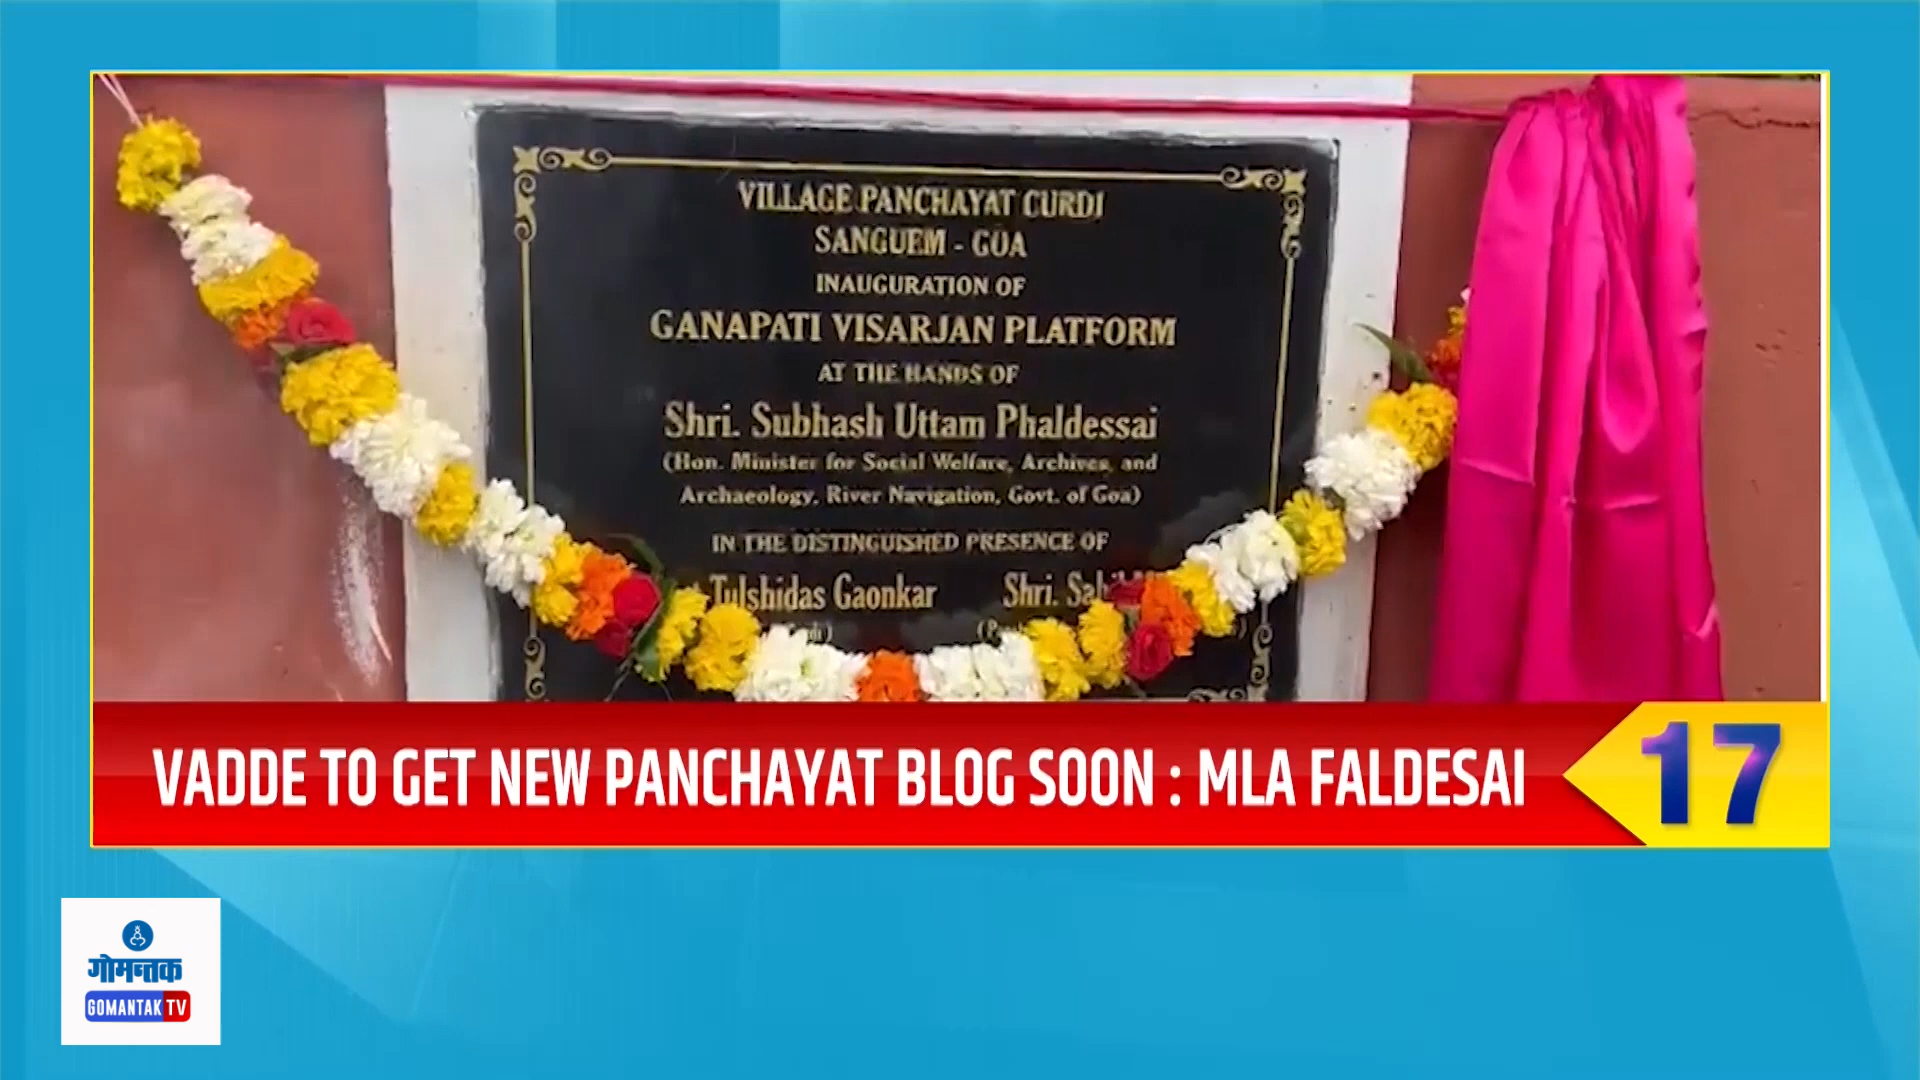 VILLAGE PANCHAYAT CURDI
SANGUEM - GOA
INAUGURATION OF
GANAPATI VISARJAN PLATFORM
AT THE HANDS OF
Shri. Subhash Uttam Phaldessai
(Hon. Minister for Social Welfare, Archives, and
Archaeology, River Navigation, Govt. of Goa)
IN THE DISTINGUISHED PRESENCE OF
Tulshidas Gaonkar Shri.
VADDE TO GET NEW PANCHAYAT BLOG SOON : MLA FALDESAI
17
गोमन्तक
GOMANTAK TV